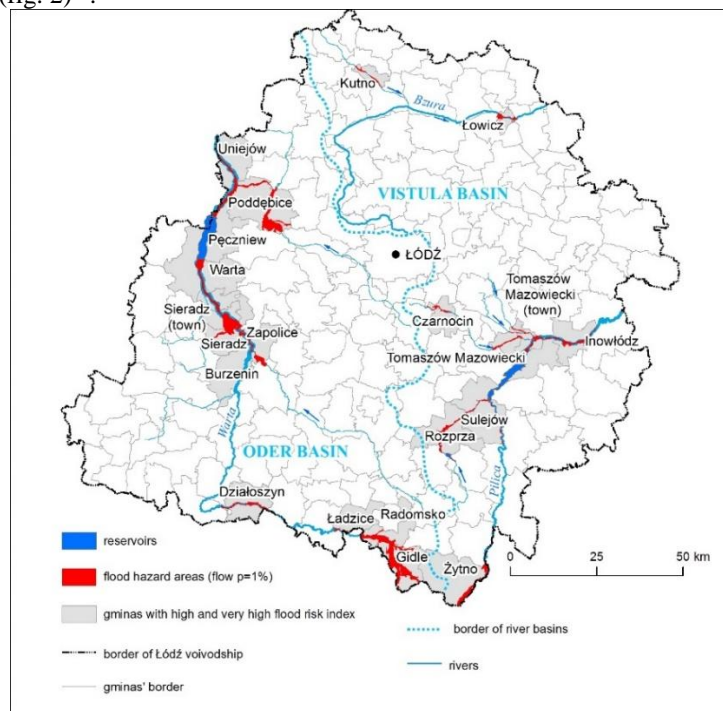 (fig. 2) .
Kutno
Bzura
Łowicz
Uniejów
VISTULA BASIN
Poddębice
Pęczniew
ŁÓDŹ
Warta
Tomaszów
Mazowiecki
(town)
Sieradz
(town)
Czarnocin
Zapolice
Inowłódz
Sieradz
Tomaszów Mazowiecki
Burzenin
Sulejów
Warta
Rozprza
ODER BASIN
Pilica
Działoszyn
Radomsko
Ładzice
Gidle
Żytno
0 25 50 km
reservoirs
flood hazard areas (flow p=1%)
gminas with high and very high flood risk index
border of river basins
border of Łódź voivodship
rivers
gminas' border